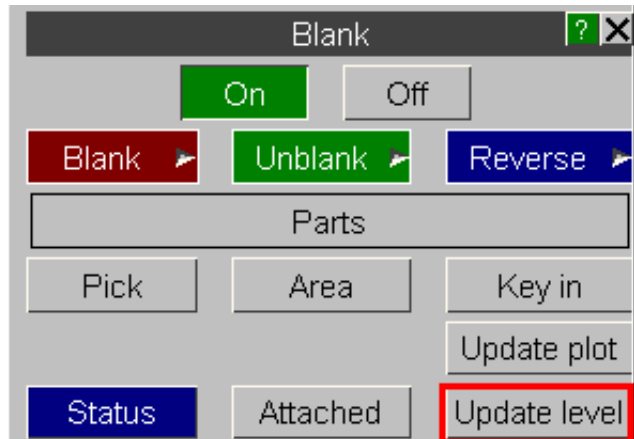 Blank ?
On Off
Blank Unblank Reverse
Parts
Pick Area Key in
Update plot
Status Attached Update level